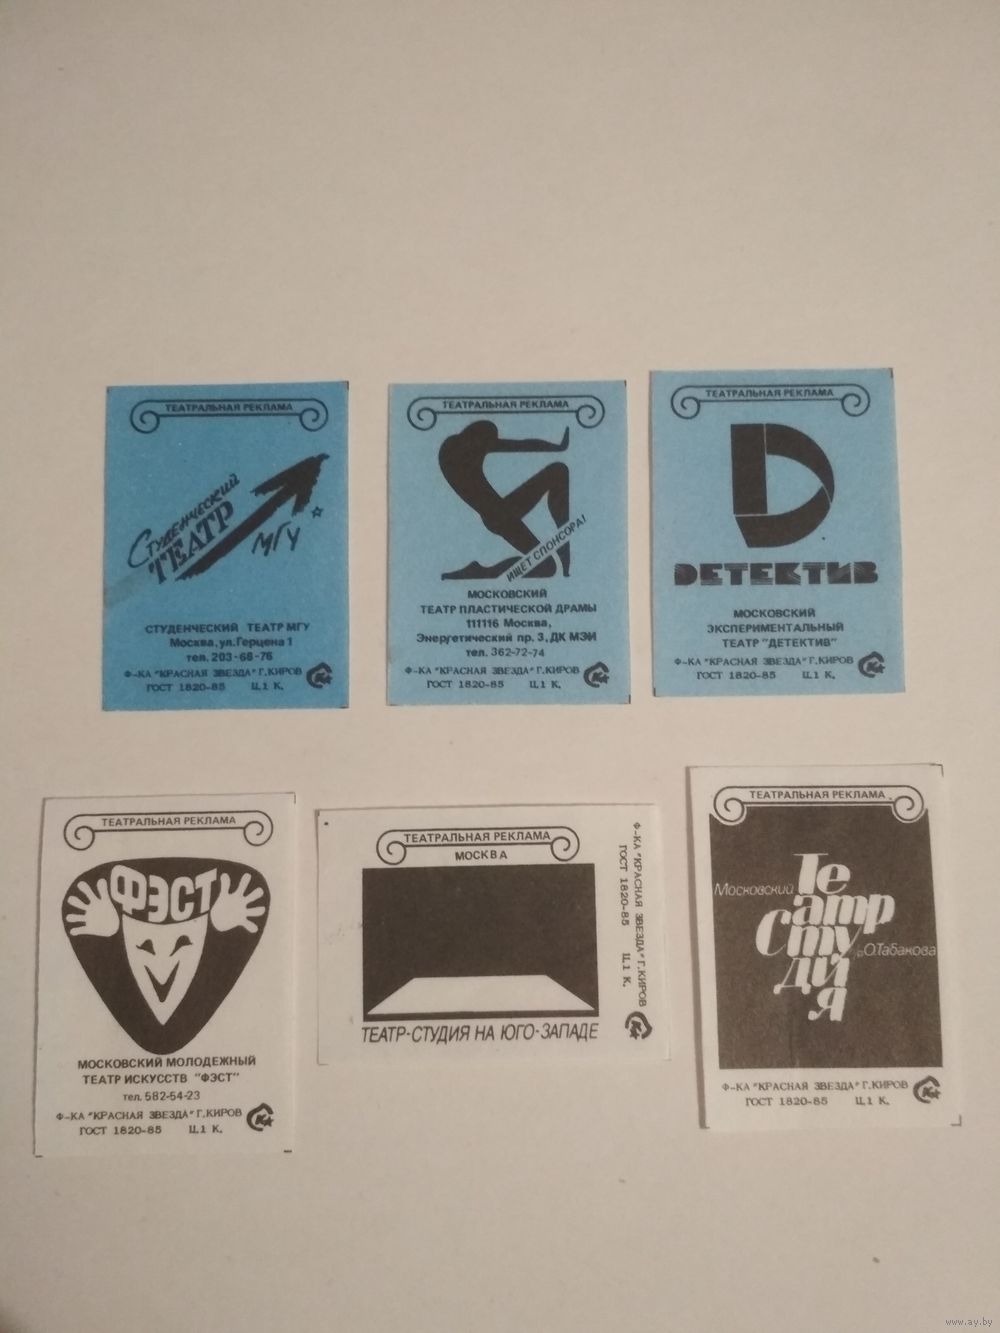 ТЕАТРАЛЬНАЯ РЕКЛАМА
Студенческий
ТЕАТР
МГУ
СТУДЕНЧЕСКИЙ ТЕАТР МГУ
Москва, ул.Герцена 1
тел. 203-68-76
Ф-КА "КРАСНАЯ ЗВЕЗДА" Г.КИРОВ
ГОСТ 1820-85 Ц.1 К.
ТЕАТРАЛЬНАЯ РЕКЛАМА
ИЩЕТ СПОНСОРА!
МОСКОВСКИЙ
ТЕАТР ПЛАСТИЧЕСКОЙ ДРАМЫ
111116 Москва,
Энергетический пр. 3, ДК МЭИ
тел. 362-72-74
Ф-КА "КРАСНАЯ ЗВЕЗДА" Г.КИРОВ
ГОСТ 1820-85 Ц.1 К.
ТЕАТРАЛЬНАЯ РЕКЛАМА
D
DЕТЕКТИВ
МОСКОВСКИЙ
ЭКСПЕРИМЕНТАЛЬНЫЙ
ТЕАТР "ДЕТЕКТИВ"
Ф-КА "КРАСНАЯ ЗВЕЗДА" Г.КИРОВ
ГОСТ 1820-85 Ц.1 К.
ТЕАТРАЛЬНАЯ РЕКЛАМА
ФЭСТ
МОСКОВСКИЙ МОЛОДЕЖНЫЙ
ТЕАТР ИСКУССТВ "ФЭСТ"
тел. 582-54-23
Ф-КА "КРАСНАЯ ЗВЕЗДА" Г.КИРОВ
ГОСТ 1820-85 Ц.1 К.
ТЕАТРАЛЬНАЯ РЕКЛАМА
МОСКВА
ТЕАТР-СТУДИЯ НА ЮГО-ЗАПАДЕ
Ф-КА "КРАСНАЯ ЗВЕЗДА" Г.КИРОВ
ГОСТ 1820-85 Ц.1 К.
ТЕАТРАЛЬНАЯ РЕКЛАМА
Московский
Те
атр
Сту
дия
р.О.Табакова
Ф-КА "КРАСНАЯ ЗВЕЗДА" Г.КИРОВ
ГОСТ 1820-85 Ц.1 К.
www.ay.by